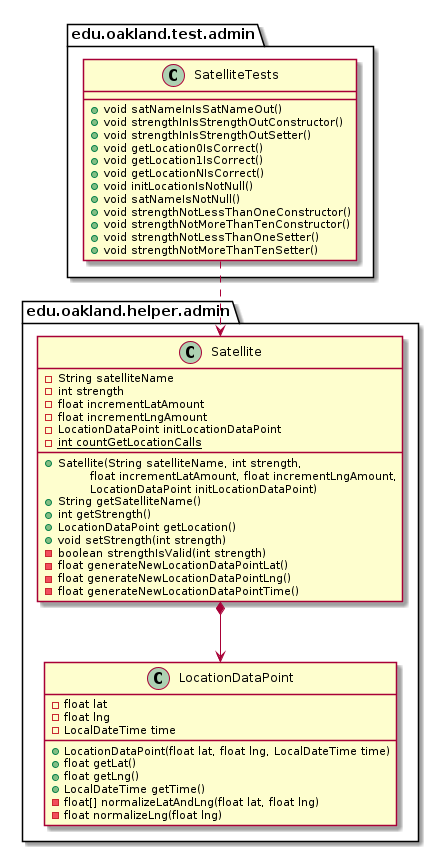 edu.oakland.test.admin
C SatelliteTests
void satNameInIsSatNameOut()
void strengthInIsStrengthOutConstructor()
void strengthInIsStrengthOutSetter()
void getLocation0IsCorrect()
void getLocation1IsCorrect()
void getLocationNIsCorrect()
void initLocationIsNotNull()
void satNameIsNotNull()
void strengthNotLessThanOneConstructor()
void strengthNotMoreThanTenConstructor()
void strengthNotLessThanOneSetter()
void strengthNotMoreThanTenSetter()
edu.oakland.helper.admin
C Satellite
String satelliteName
int strength
float incrementLatAmount
float incrementLngAmount
LocationDataPoint initLocationDataPoint
int countGetLocationCalls
Satellite(String satelliteName, int strength,
float incrementLatAmount, float incrementLngAmount,
LocationDataPoint initLocationDataPoint)
String getSatelliteName()
int getStrength()
LocationDataPoint getLocation()
void setStrength(int strength)
boolean strengthIsValid(int strength)
float generateNewLocationDataPointLat()
float generateNewLocationDataPointLng()
float generateNewLocationDataPointTime()
C LocationDataPoint
float lat
float lng
LocalDateTime time
LocationDataPoint(float lat, float lng, LocalDateTime time)
float getLat()
float getLng()
LocalDateTime getTime()
float[] normalizeLatAndLng(float lat, float lng)
float normalizeLng(float lng)